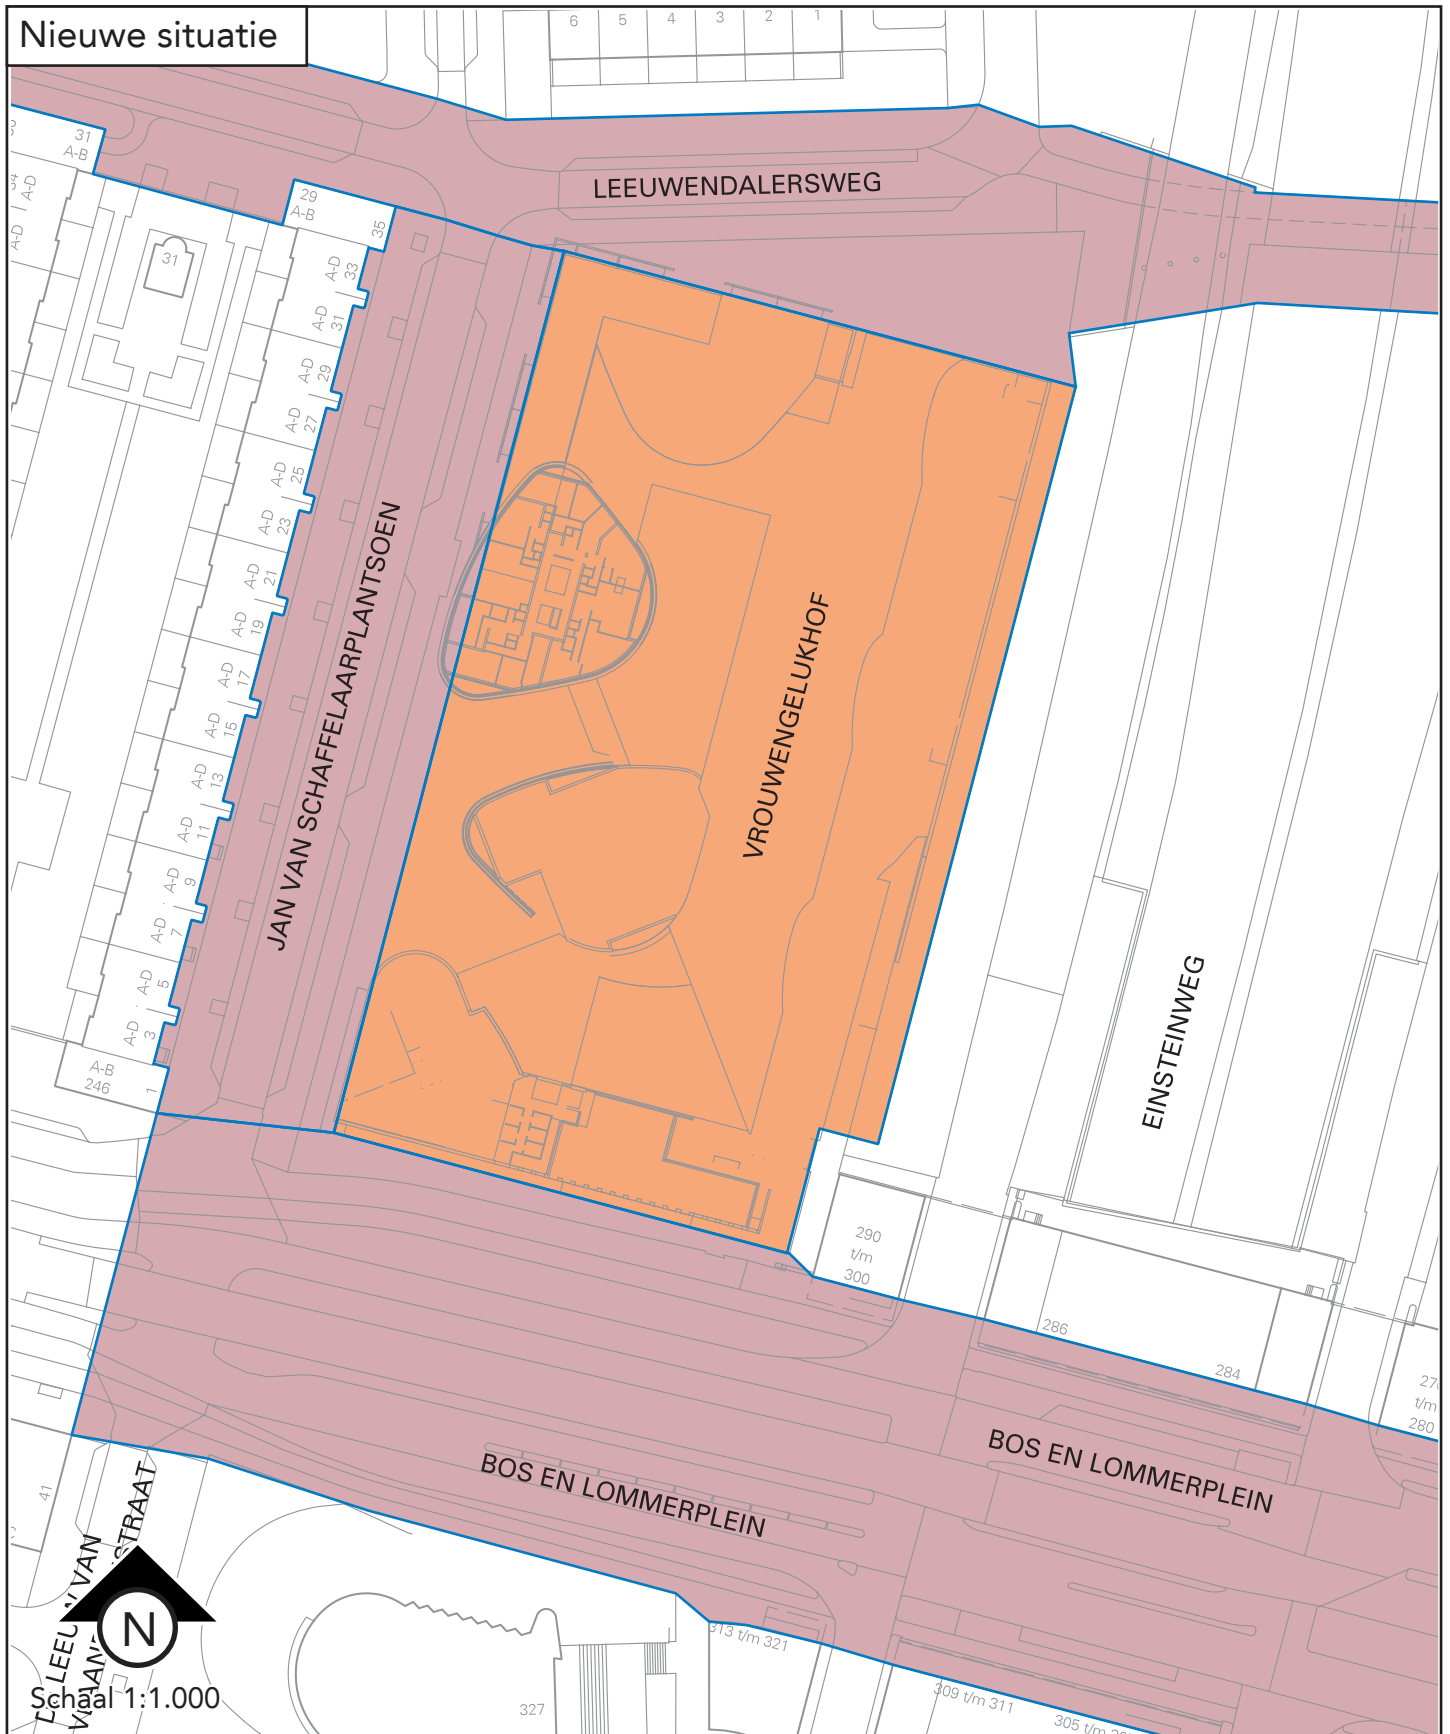 Nieuwe situatie
6 5 4 3 2 1
31
A-B
A-D
A-D
31
29
A-B
35
LEEUWENDALERSWEG
A-D
33
A-D
31
A-D
29
A-D
27
A-D
25
A-D
23
A-D
21
A-D
19
A-D
17
A-D
15
A-D
13
A-D
11
A-D
9
A-D
7
A-D
5
A-D
3
1
A-B
246
JAN VAN SCHAFFELAARPLANTSOEN
VROUWENGELUKHOF
EINSTEINWEG
290
t/m
300
286
284
t/m
280
BOS EN LOMMERPLEIN
BOS EN LOMMERPLEIN
41
N
Schaal 1:1.000
327
313 t/m 321
309 t/m 311
305 t/m